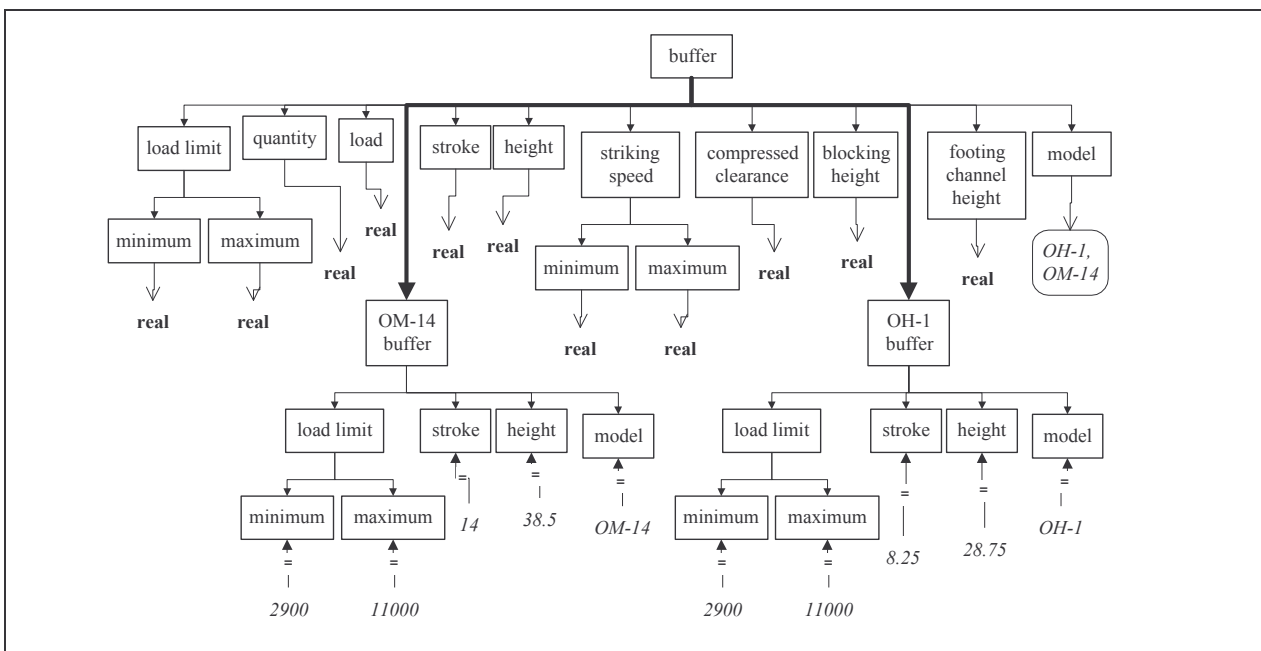 buffer
load limit
quantity
load
stroke
height
striking
speed
compressed
clearance
blocking
height
footing
channel
height
model
minimum
maximum
real
real
real
real
minimum
maximum
real
real
real
OH-1,
OM-14
real
real
OM-14
buffer
real
real
OH-1
buffer
load limit
stroke
height
model
load limit
stroke
height
model
=
=
=
=
=
=
minimum
maximum
14
38.5
OM-14
minimum
maximum
8.25
28.75
OH-1
=
=
=
=
2900
11000
2900
11000